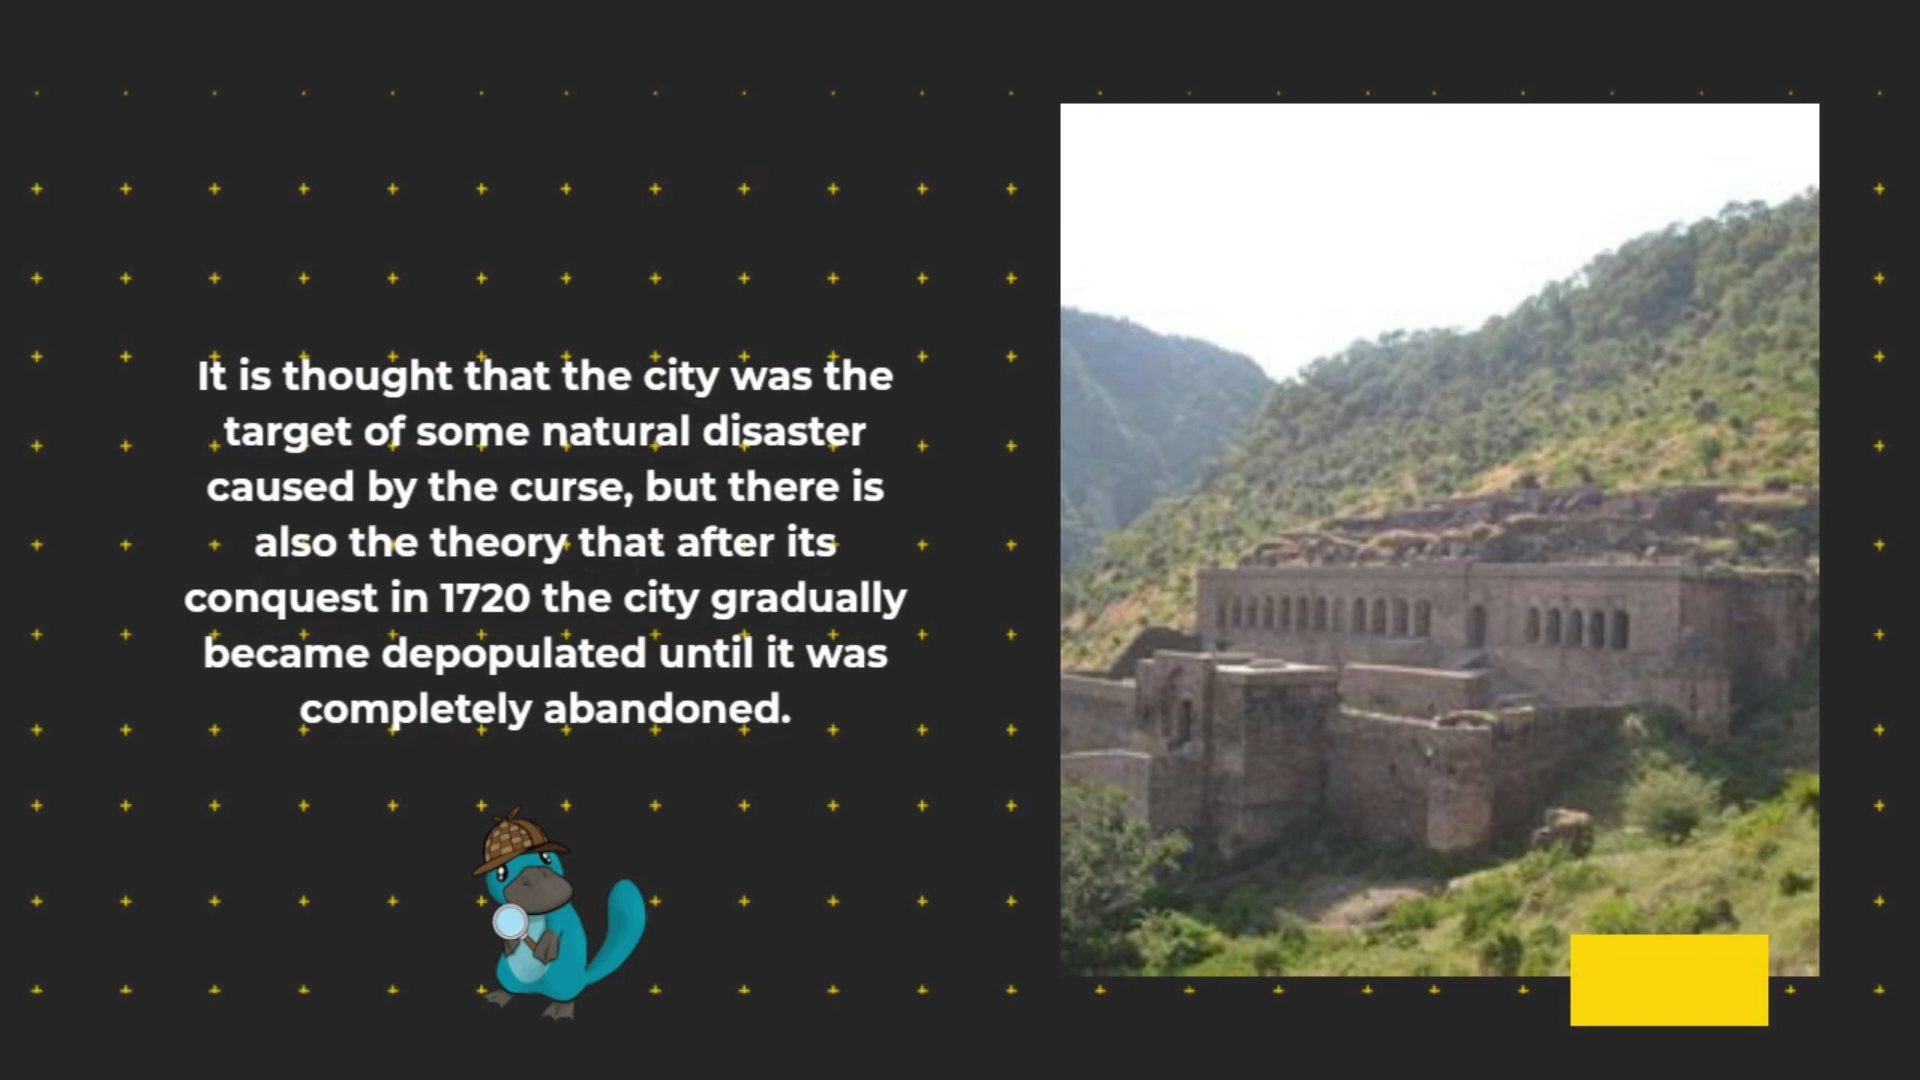 It is thought that the city was the
target of some natural disaster
caused by the curse, but there is
also the theory that after its
conquest in 1720 the city gradually
became depopulated until it was
completely abandoned.